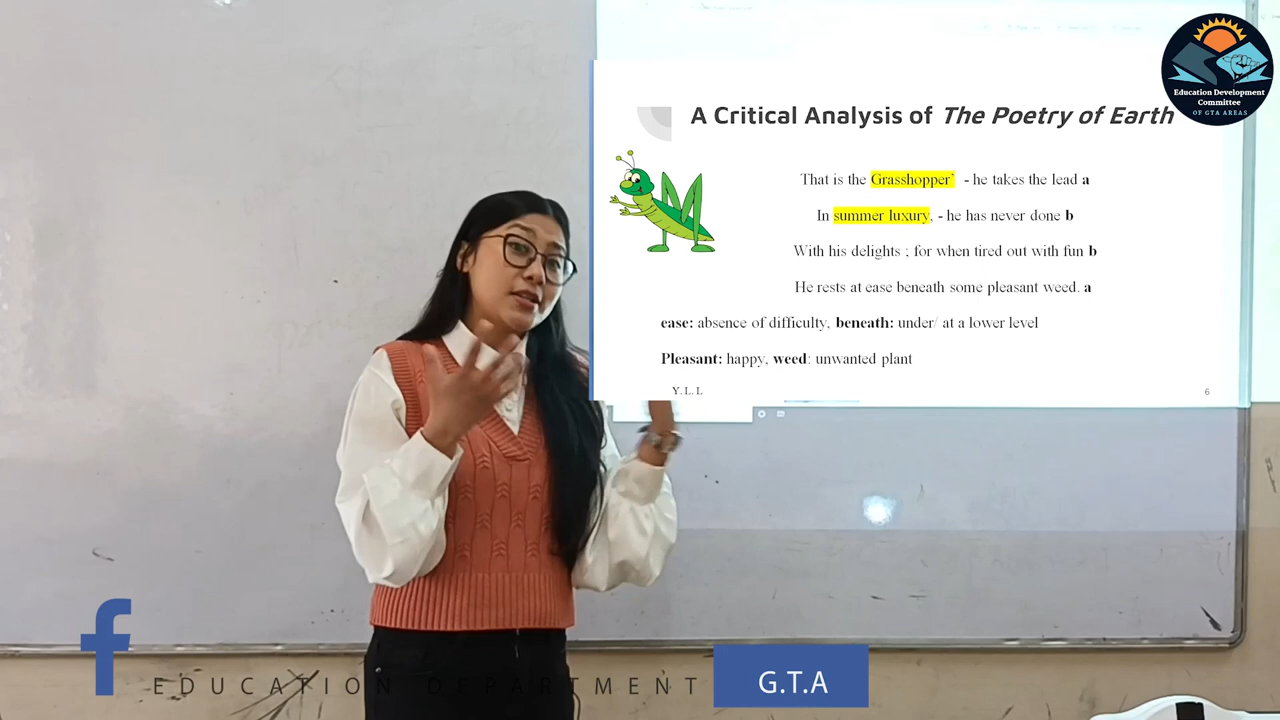 A Critical Analysis of The Poetry of Earth
That is the Grasshopper’ - he takes the lead a
In summer luxury, - he has never done b
With his delights ; for when tired out with fun b
He rests at ease beneath some pleasant weed. a
ease: absence of difficulty, beneath: under/ at a lower level
Pleasant: happy, weed: unwanted plant
Y.L.L
6
Education Development
Committee
OF GTA AREAS
f
EDUCATION DEPARTMENT
G.T.A